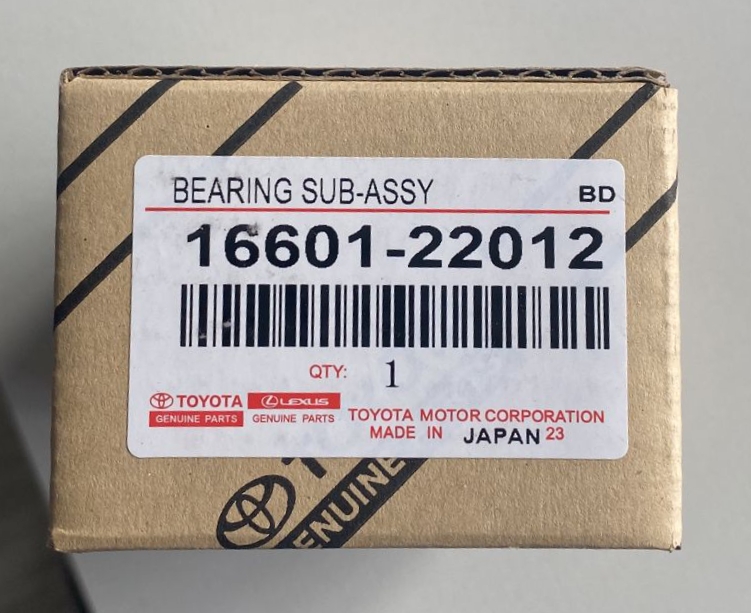 BEARING SUB-ASSY BD
16601-22012
QTY: 1
TOYOTA LEXUS
GENUINE PARTS GENUINE PARTS
TOYOTA MOTOR CORPORATION
MADE IN JAPAN 23